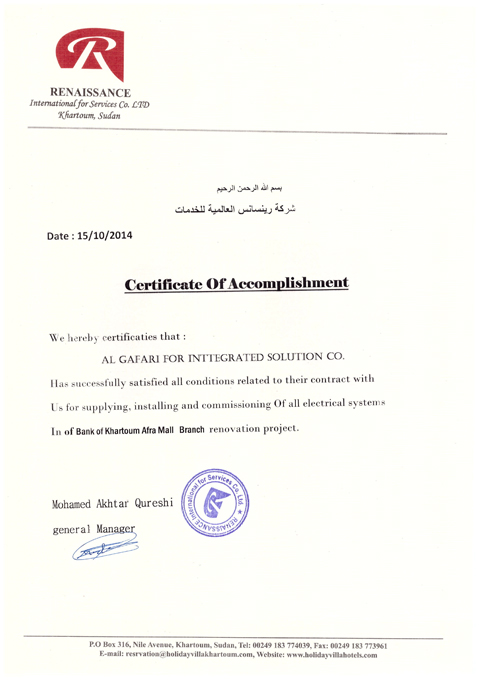 RENAISSANCE
International for Services Co. LTD
Khartoum, Sudan
بسم الله الرحمن الرحيم
شركة رينسانس العالمية للخدمات
Date : 15/10/2014
Certificate Of Accomplishment
We hereby certificaties that :
AL GAFARI FOR INTTEGRATED SOLUTION CO.
Has successfully satisfied all conditions related to their contract with
Us for supplying, installing and commissioning Of all electrical systems
In of Bank of Khartoum Afra Mall Branch renovation project.
Mohamed Akhtar Qureshi
general Manager
RENAISSANCE International for Services Co. Ltd.
P.O Box 316, Nile Avenue, Khartoum, Sudan, Tel: 00249 183 774039, Fax: 00249 183 773961
E-mail: resrvation@holidayvillakhartoum.com, Website: www.holidayvillahotels.com